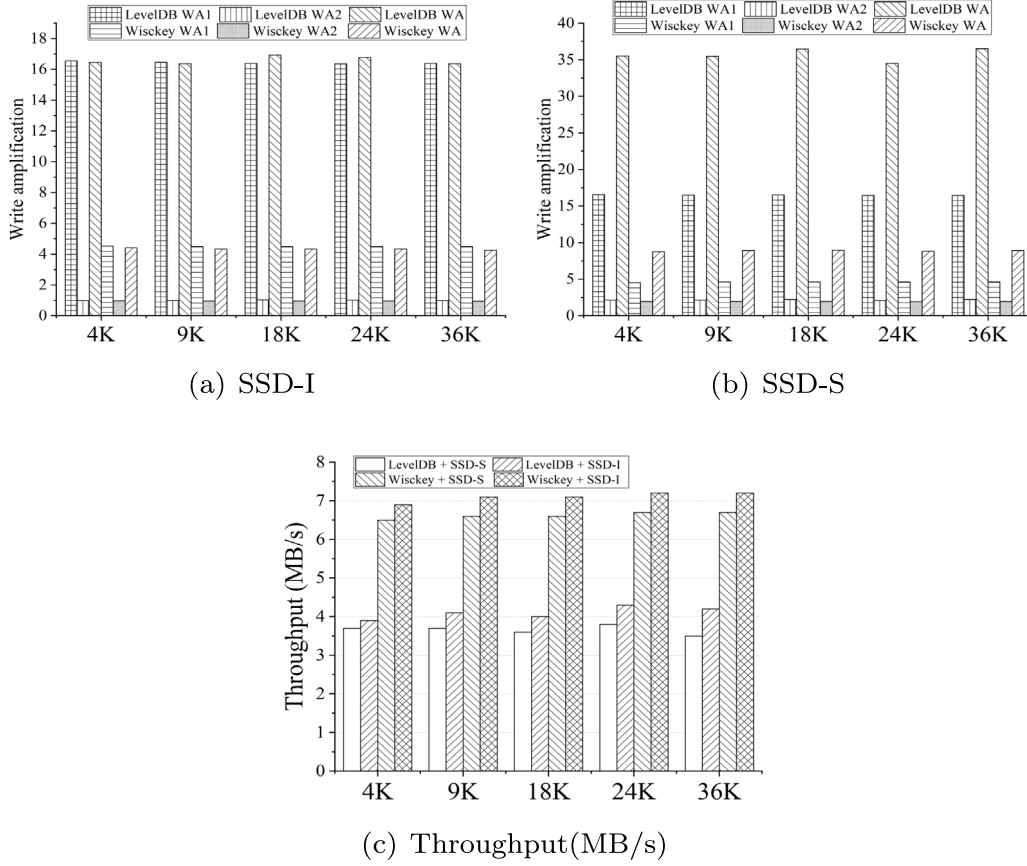 LevelDB WA1 LevelDB WA2 LevelDB WA
Wisckey WA1 Wisckey WA2 Wisckey WA
Write amplification
18
16
14
12
10
8
6
4
2
0
4K 9K 18K 24K 36K
(a) SSD-I
LevelDB WA1 LevelDB WA2 LevelDB WA
Wisckey WA1 Wisckey WA2 Wisckey WA
Write amplification
40
35
30
25
20
15
10
5
0
4K 9K 18K 24K 36K
(b) SSD-S
LevelDB + SSD-S LevelDB + SSD-I
Wisckey + SSD-S Wisckey + SSD-I
Throughput (MB/s)
8
7
6
5
4
3
2
1
0
4K 9K 18K 24K 36K
(c) Throughput(MB/s)